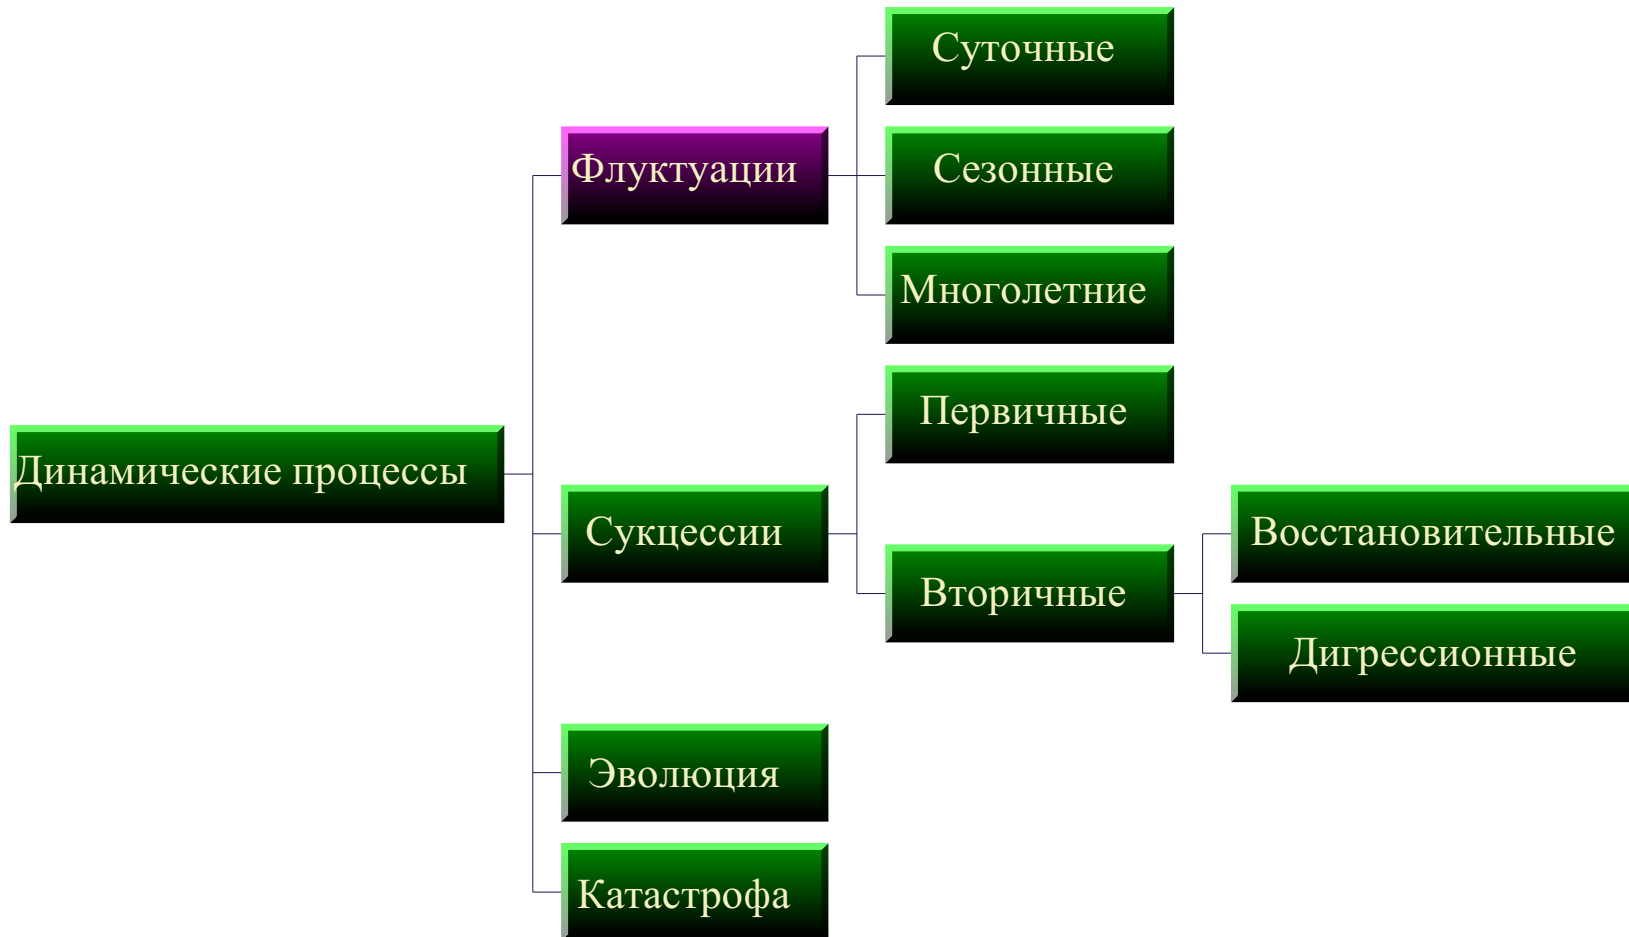 Суточные
Флуктуации
Сезонные
Многолетние
Динамические процессы
Первичные
Сукцессии
Вторичные
Восстановительные
Дигрессионные
Эволюция
Катастрофа